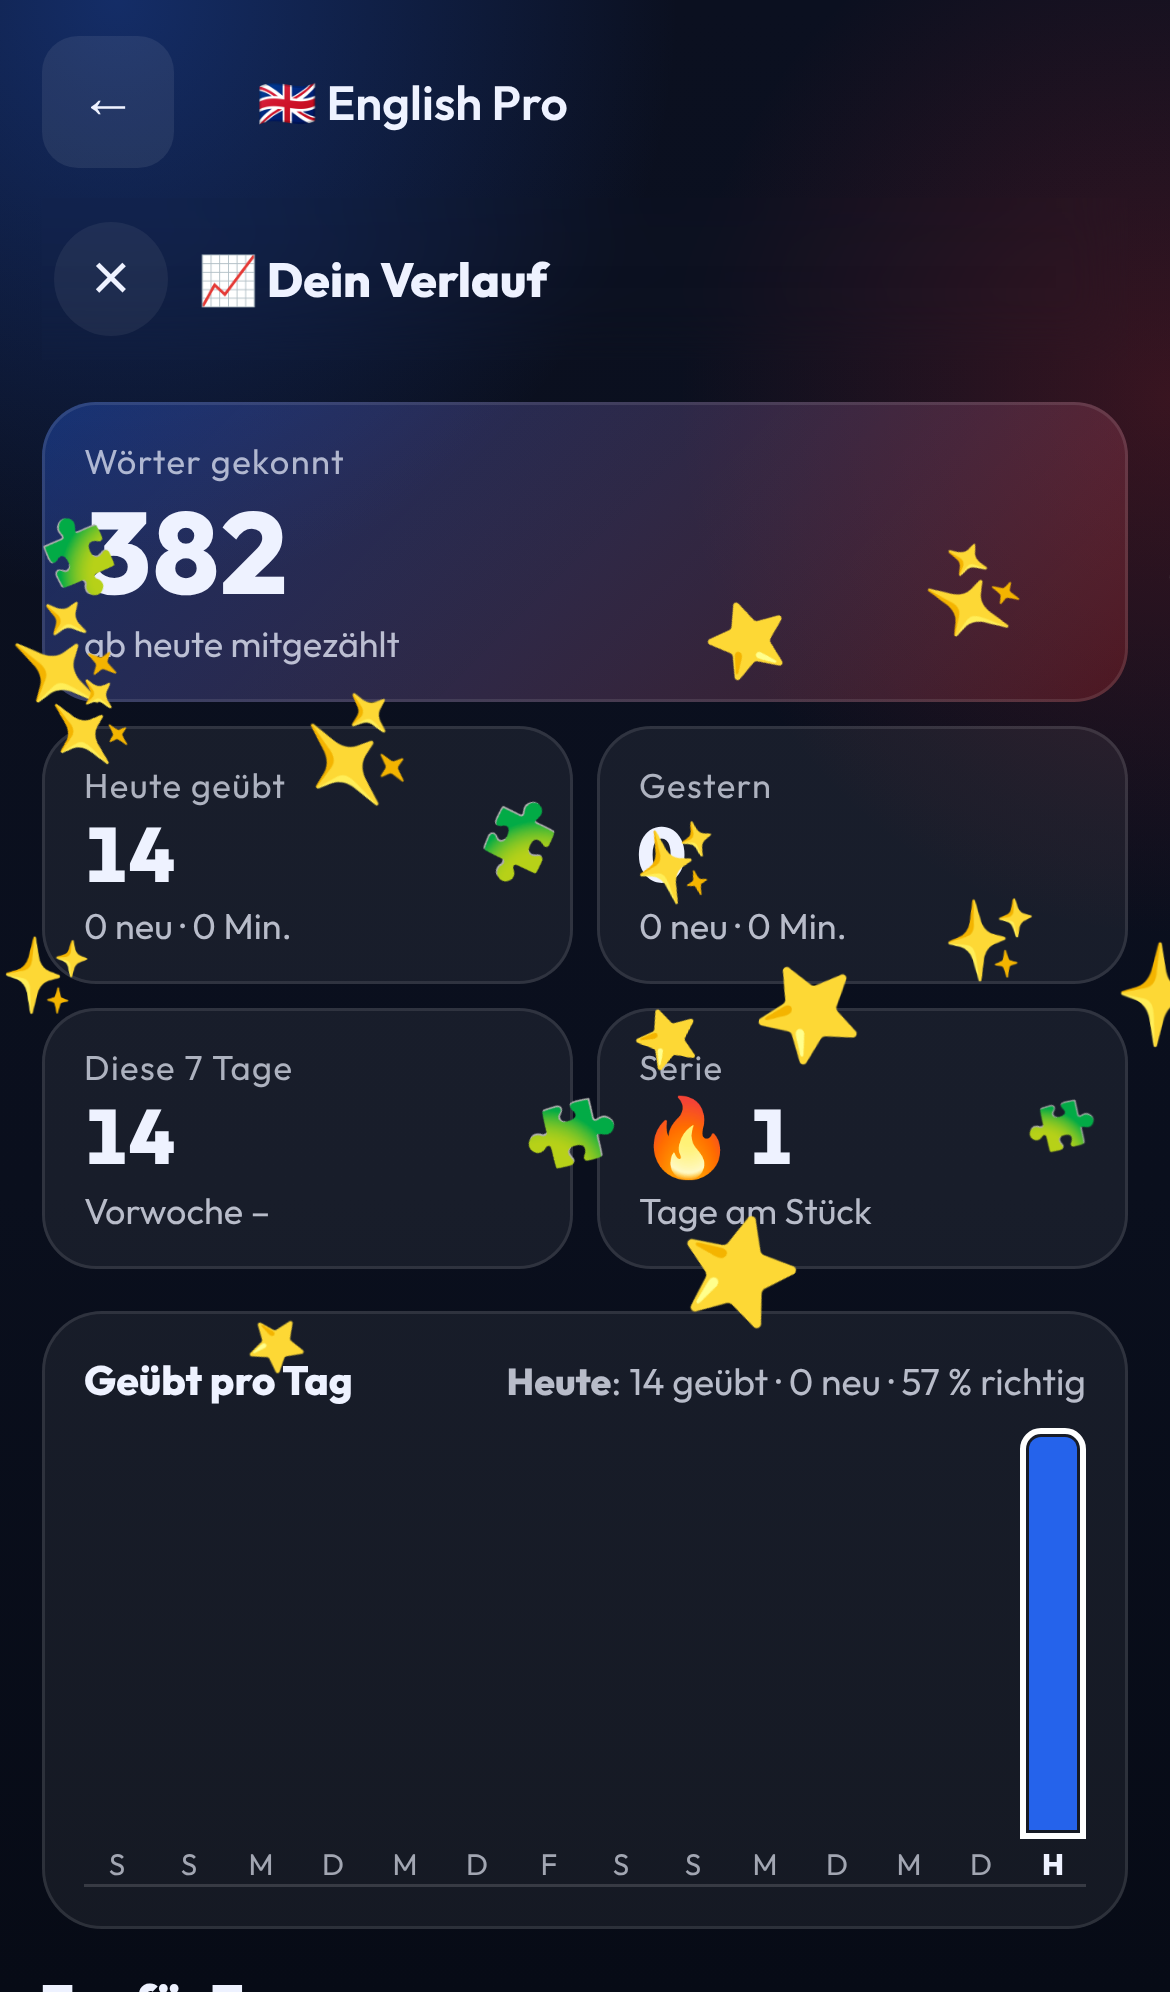 ←
🇬🇧 English Pro
✕ 📈 Dein Verlauf
Wörter gekonnt
382
ab heute mitgezählt
Heute geübt
14
0 neu · 0 Min.
Gestern
0
0 neu · 0 Min.
Diese 7 Tage
14
Vorwoche –
Serie
🔥 1
Tage am Stück
Geübt pro Tag
Heute: 14 geübt · 0 neu · 57 % richtig
S S M D M D F S S M D M D H